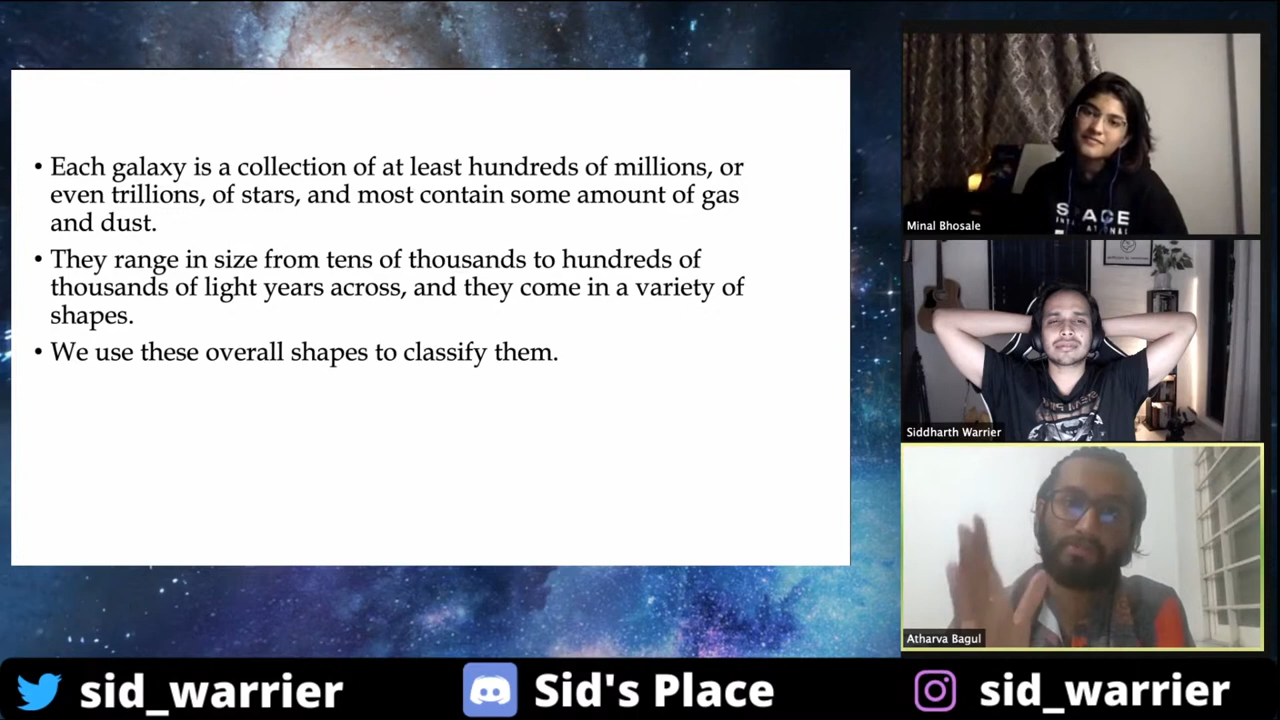 • Each galaxy is a collection of at least hundreds of millions, or
even trillions, of stars, and most contain some amount of gas
and dust.
• They range in size from tens of thousands to hundreds of
thousands of light years across, and they come in a variety of
shapes.
• We use these overall shapes to classify them.
SPACE
Minal Bhosale
Siddharth Warrier
Atharva Bagul
sid_warrier
Sid's Place
sid_warrier